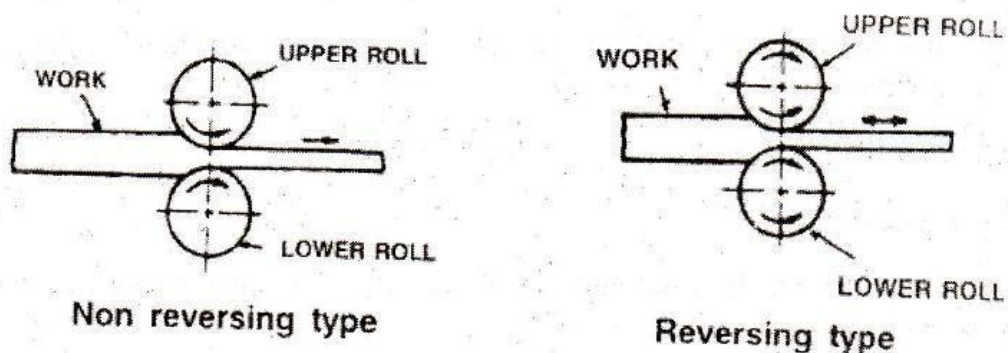 UPPER ROLL
WORK
LOWER ROLL
Non reversing type
UPPER ROLL
WORK
LOWER ROLL
Reversing type